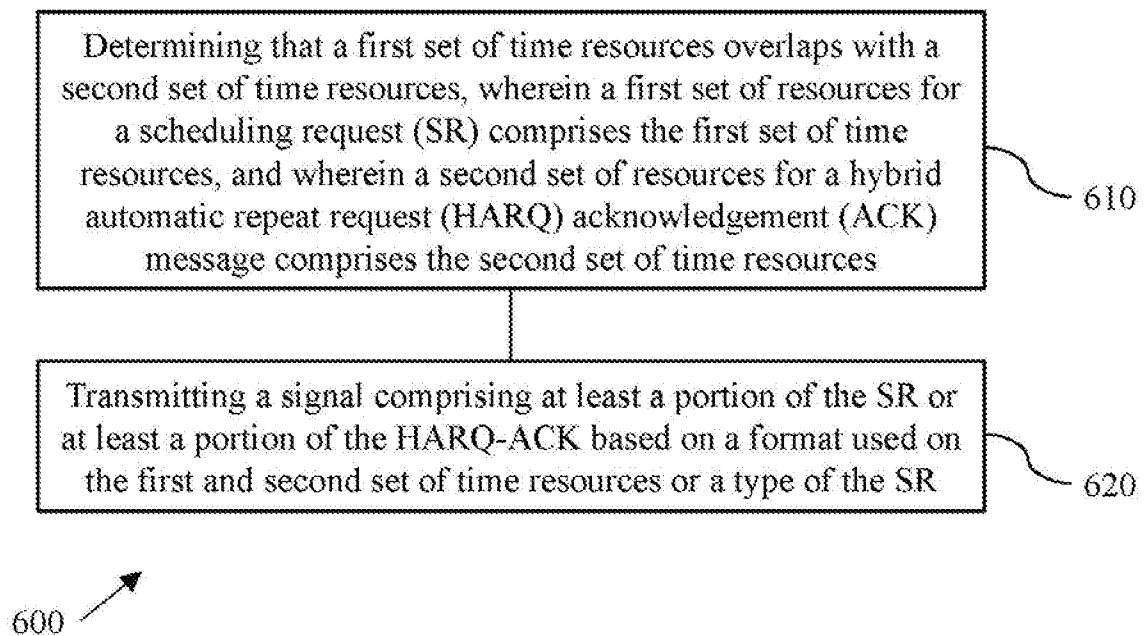 Determining that a first set of time resources overlaps with a
second set of time resources, wherein a first set of resources for
a scheduling request (SR) comprises the first set of time
resources, and wherein a second set of resources for a hybrid
automatic repeat request (HARQ) acknowledgement (ACK)
message comprises the second set of time resources
610
Transmitting a signal comprising at least a portion of the SR or
at least a portion of the HARQ-ACK based on a format used on
the first and second set of time resources or a type of the SR
620
600